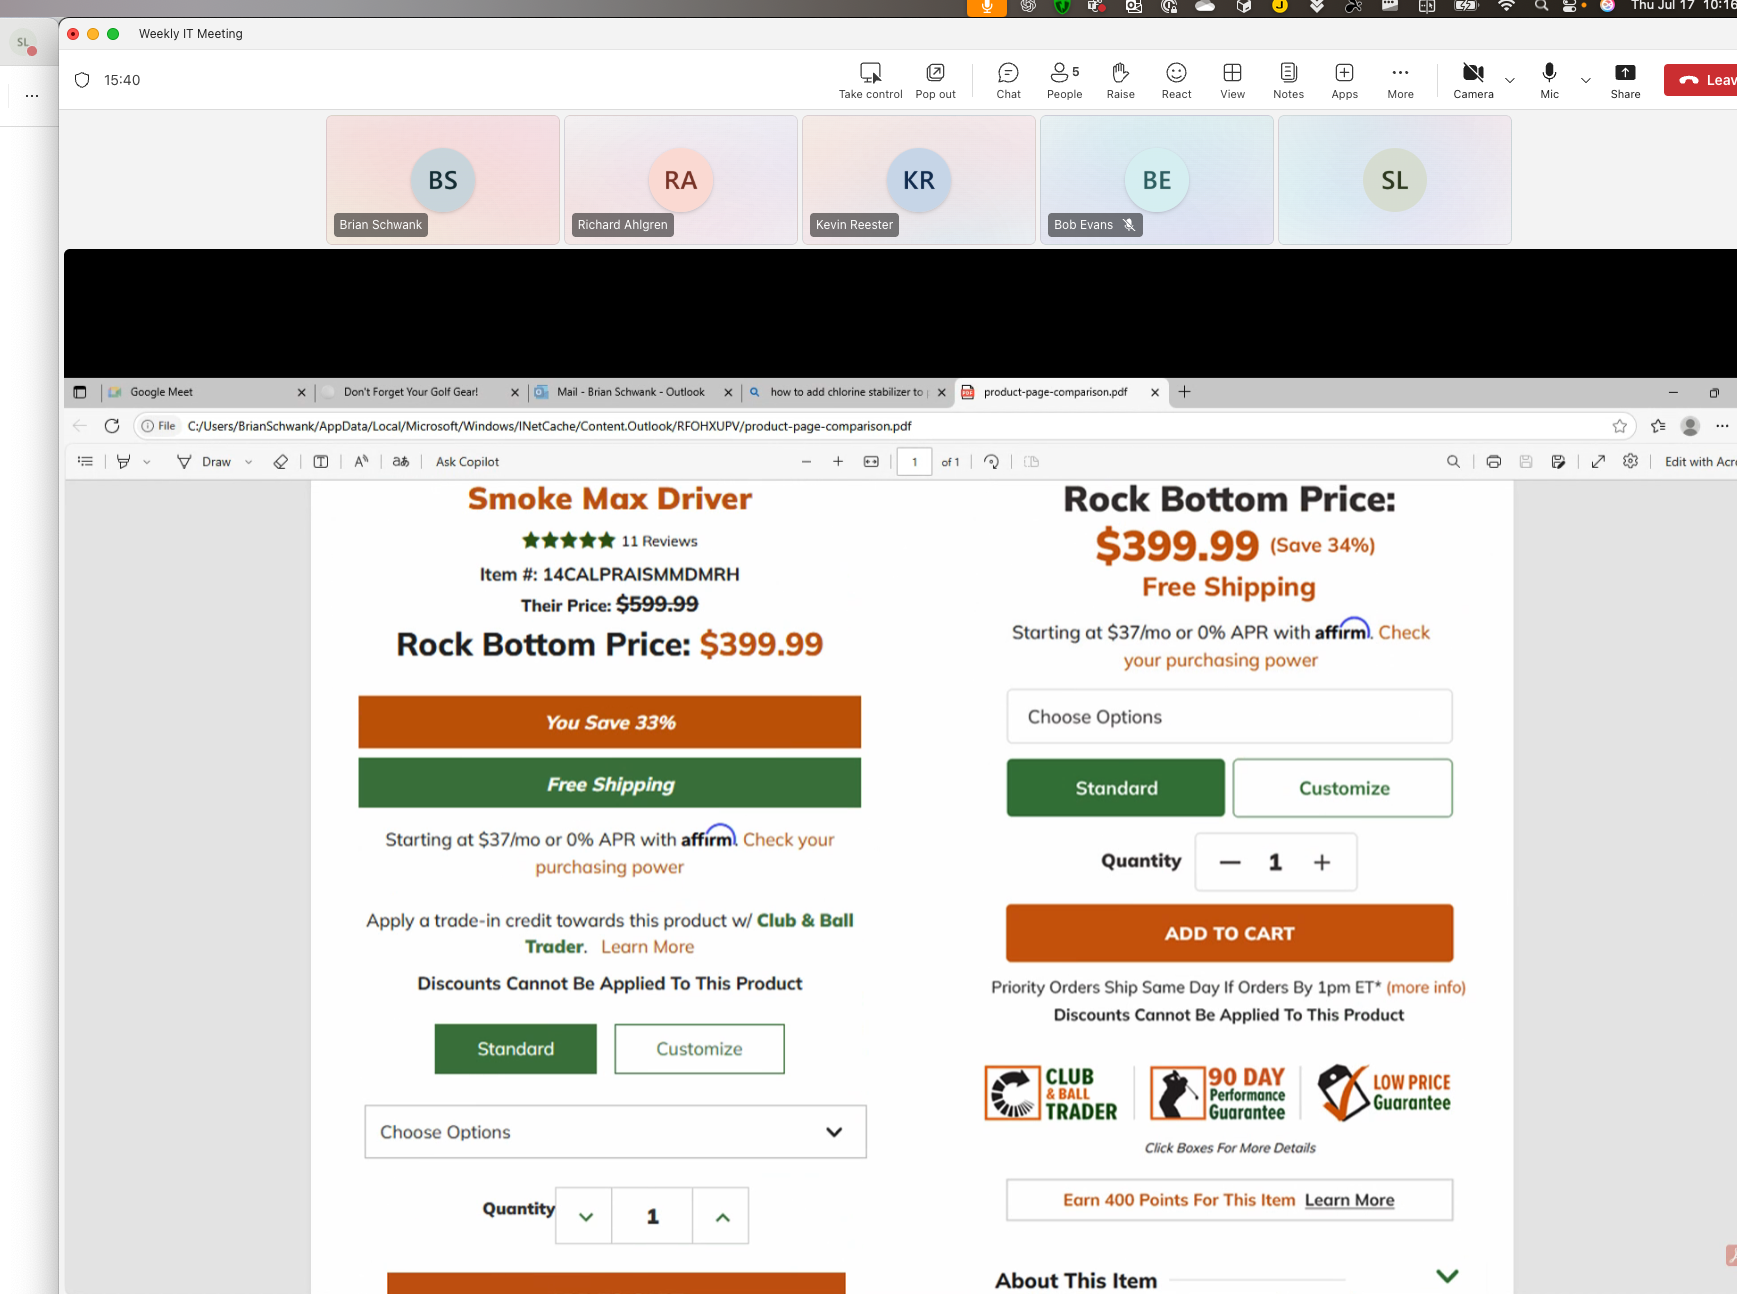 Thu Jul 17 10:16
SL
Weekly IT Meeting
15:40
Take control
Pop out
Chat
5
People
Raise
React
View
Notes
Apps
More
Camera
Mic
Share
Leav
BS
Brian Schwank
RA
Richard Ahlgren
KR
Kevin Reester
BE
Bob Evans
SL
Google Meet
Don't Forget Your Golf Gear!
Mail - Brian Schwank - Outlook
how to add chlorine stabilizer to p
product-page-comparison.pdf
File
C:/Users/BrianSchwank/AppData/Local/Microsoft/Windows/INetCache/Content.Outlook/RFOHXUPV/product-page-comparison.pdf
Draw
Ask Copilot
1
of 1
Edit with Acr
Smoke Max Driver
11 Reviews
Item #: 14CALPRAISMMDMRH
Their Price: $599.99
Rock Bottom Price: $399.99
You Save 33%
Free Shipping
Starting at $37/mo or 0% APR with affirm. Check your
purchasing power
Apply a trade-in credit towards this product w/ Club & Ball
Trader. Learn More
Discounts Cannot Be Applied To This Product
Standard
Customize
Choose Options
Quantity
1
Rock Bottom Price:
$399.99 (Save 34%)
Free Shipping
Starting at $37/mo or 0% APR with affirm. Check
your purchasing power
Choose Options
Standard
Customize
Quantity
1
ADD TO CART
Priority Orders Ship Same Day If Orders By 1pm ET* (more info)
Discounts Cannot Be Applied To This Product
CLUB
& BALL
TRADER
90 DAY
Performance
Guarantee
LOW PRICE
Guarantee
Click Boxes For More Details
Earn 400 Points For This Item Learn More
About This Item